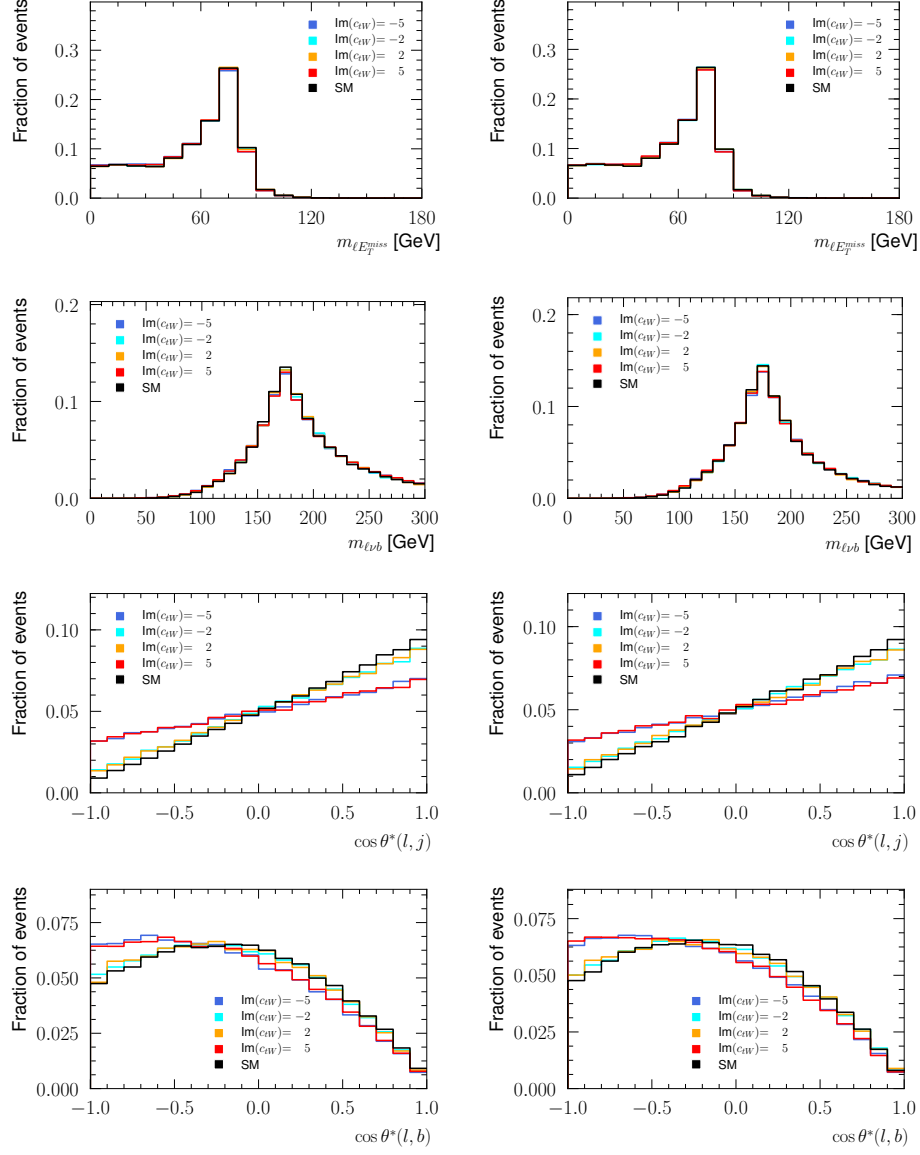 Fraction of events
0.3
0.2
0.1
0.0
0 60 120 180
m_{ℓE_T^{miss}} [GeV]
Im(c_{tW})= −5
Im(c_{tW})= −2
Im(c_{tW})= 2
Im(c_{tW})= 5
SM
Fraction of events
0.3
0.2
0.1
0.0
0 60 120 180
m_{ℓE_T^{miss}} [GeV]
Im(c_{tW})= −5
Im(c_{tW})= −2
Im(c_{tW})= 2
Im(c_{tW})= 5
SM
Fraction of events
0.2
0.1
0.0
0 50 100 150 200 250 300
m_{ℓνb} [GeV]
Im(c_{tW})= −5
Im(c_{tW})= −2
Im(c_{tW})= 2
Im(c_{tW})= 5
SM
Fraction of events
0.2
0.1
0.0
0 50 100 150 200 250 300
m_{ℓνb} [GeV]
Im(c_{tW})= −5
Im(c_{tW})= −2
Im(c_{tW})= 2
Im(c_{tW})= 5
SM
Fraction of events
0.10
0.05
0.00
−1.0 −0.5 0.0 0.5 1.0
cos θ*(l, j)
Im(c_{tW})= −5
Im(c_{tW})= −2
Im(c_{tW})= 2
Im(c_{tW})= 5
SM
Fraction of events
0.10
0.05
0.00
−1.0 −0.5 0.0 0.5 1.0
cos θ*(l, j)
Im(c_{tW})= −5
Im(c_{tW})= −2
Im(c_{tW})= 2
Im(c_{tW})= 5
SM
Fraction of events
0.075
0.050
0.025
0.000
−1.0 −0.5 0.0 0.5 1.0
cos θ*(l, b)
Im(c_{tW})= −5
Im(c_{tW})= −2
Im(c_{tW})= 2
Im(c_{tW})= 5
SM
Fraction of events
0.075
0.050
0.025
0.000
−1.0 −0.5 0.0 0.5 1.0
cos θ*(l, b)
Im(c_{tW})= −5
Im(c_{tW})= −2
Im(c_{tW})= 2
Im(c_{tW})= 5
SM